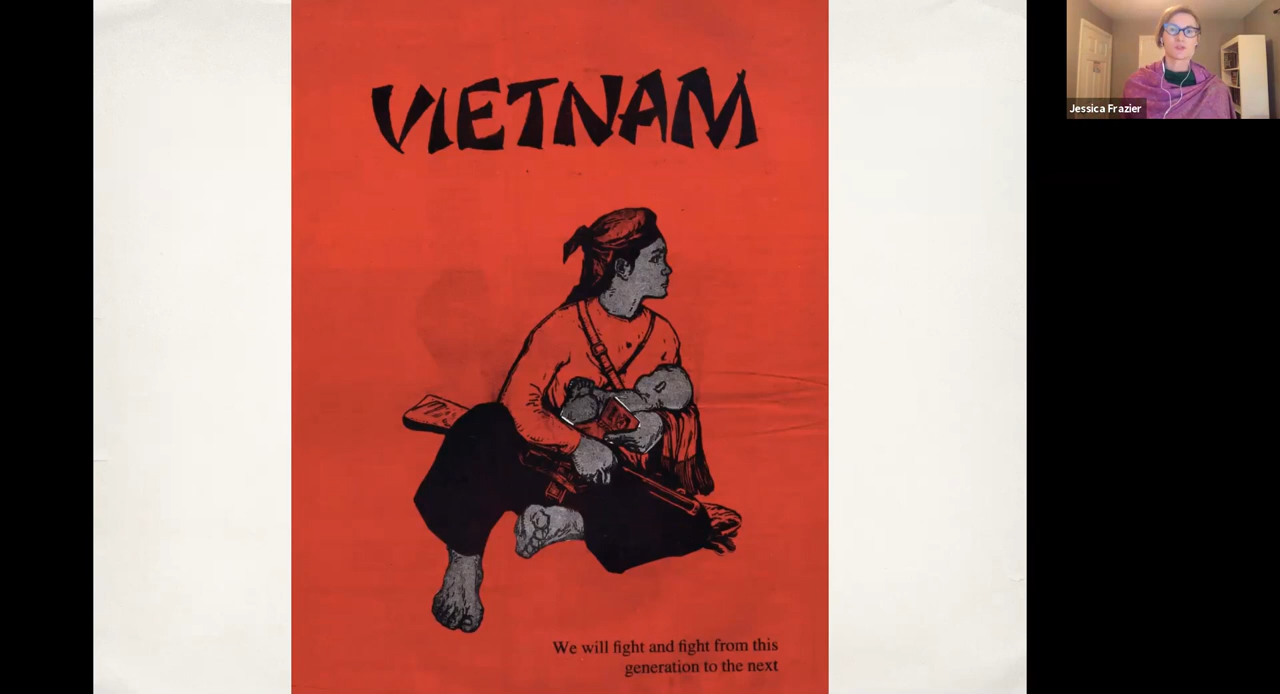 VIETNAM
We will fight and fight from this
generation to the next
Jessica Frazier